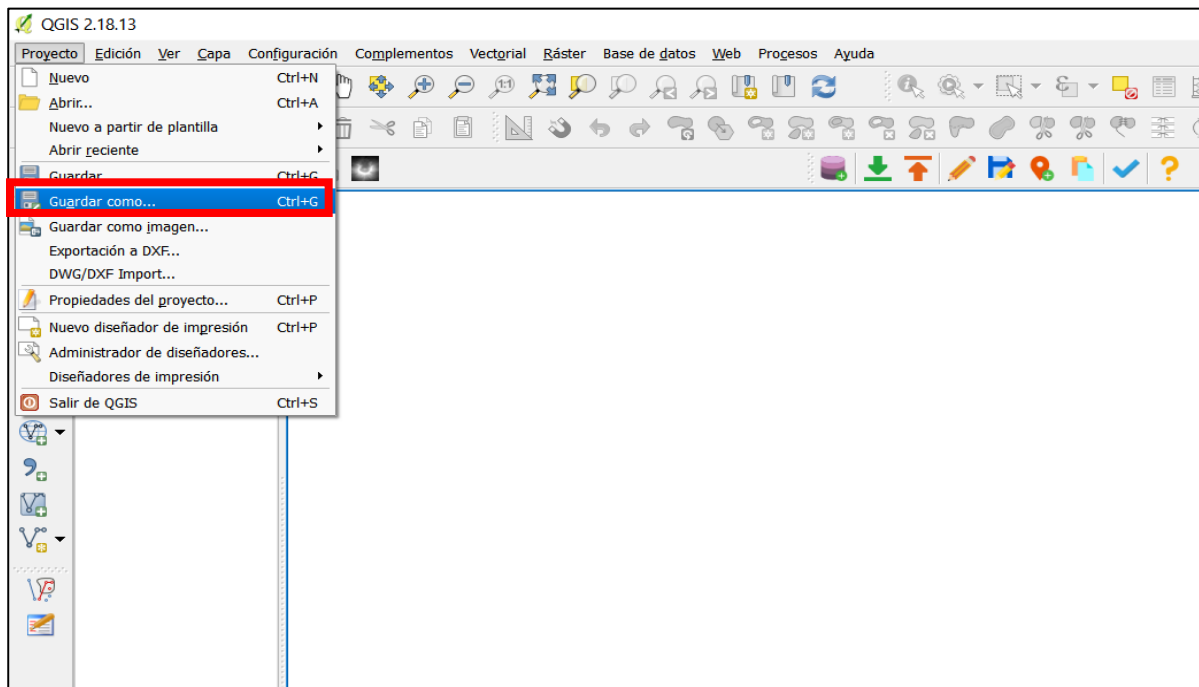 QGIS 2.18.13
Proyecto Edición Ver Capa Configuración Complementos Vectorial Ráster Base de datos Web Procesos Ayuda
Nuevo Ctrl+N
Abrir... Ctrl+A
Nuevo a partir de plantilla
Abrir reciente
Guardar Ctrl+G
Guardar como... Ctrl+G
Guardar como imagen...
Exportación a DXF...
DWG/DXF Import...
Propiedades del proyecto... Ctrl+P
Nuevo diseñador de impresión Ctrl+P
Administrador de diseñadores...
Diseñadores de impresión
Salir de QGIS Ctrl+S
1:1